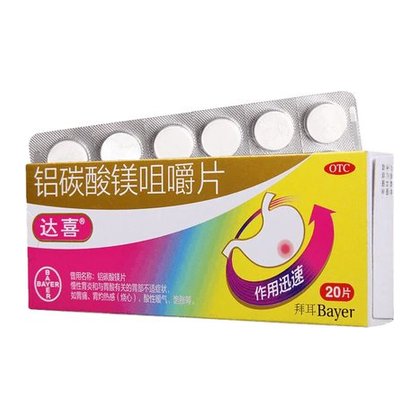 铝碳酸镁咀嚼片
OTC
达喜®
BAYER
BAYER
曾用名称：铝碳酸镁片
慢性胃炎和与胃酸有关的胃部不适症状，
如胃痛、胃灼热感（烧心）、酸性嗳气、饱胀等。
作用迅速
20片
拜耳Bayer